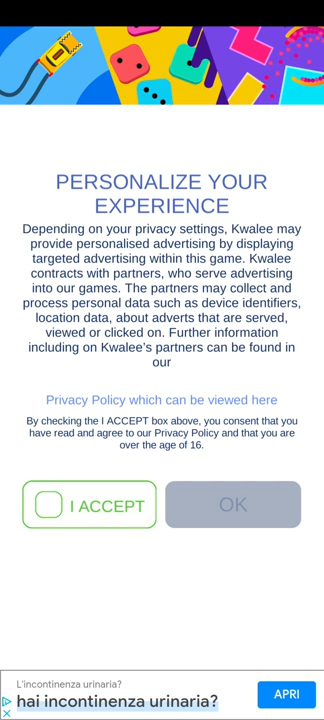 PERSONALIZE YOUR
EXPERIENCE
Depending on your privacy settings, Kwalee may
provide personalised advertising by displaying
targeted advertising within this game. Kwalee
contracts with partners, who serve advertising
into our games. The partners may collect and
process personal data such as device identifiers,
location data, about adverts that are served,
viewed or clicked on. Further information
including on Kwalee's partners can be found in
our
Privacy Policy which can be viewed here
By checking the I ACCEPT box above, you consent that you
have read and agree to our Privacy Policy and that you are
over the age of 16.
I ACCEPT
OK
L'incontinenza urinaria?
hai incontinenza urinaria?
APRI